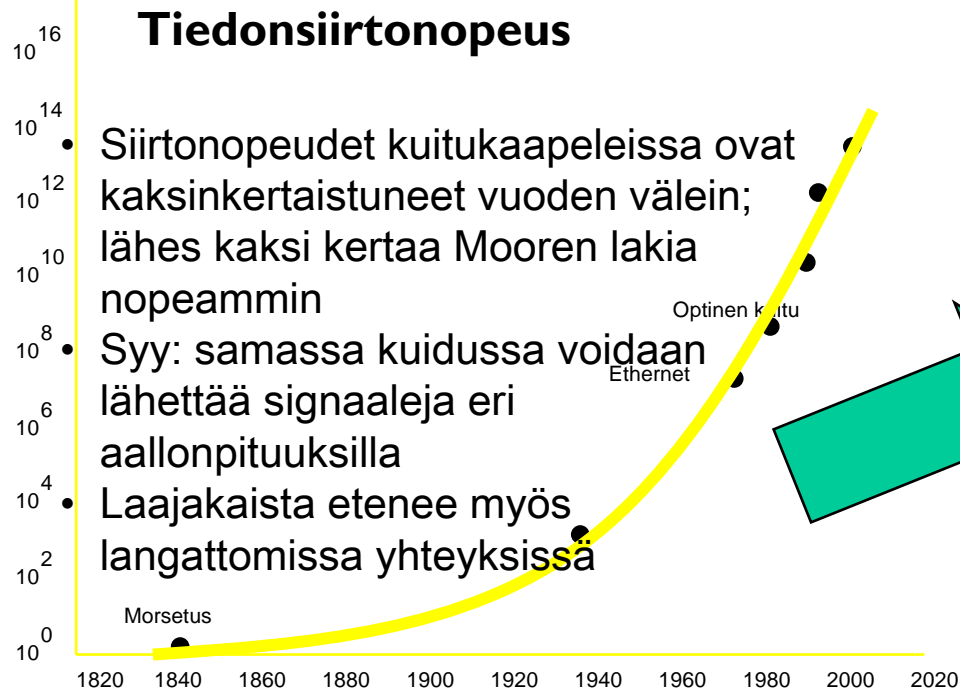 Tiedonsiirtonopeus
10^16
10^14
10^12
10^10
10^8
10^6
10^4
10^2
10^0
• Siirtonopeudet kuitukaapeleissa ovat
kaksinkertaistuneet vuoden välein;
lähes kaksi kertaa Mooren lakia
nopeammin
• Syy: samassa kuidussa voidaan
lähettää signaaleja eri
aallonpituuksilla
• Laajakaista etenee myös
langattomissa yhteyksissä
Optinen kuitu
Ethernet
Morsetus
1820 1840 1860 1880 1900 1920 1940 1960 1980 2000 2020